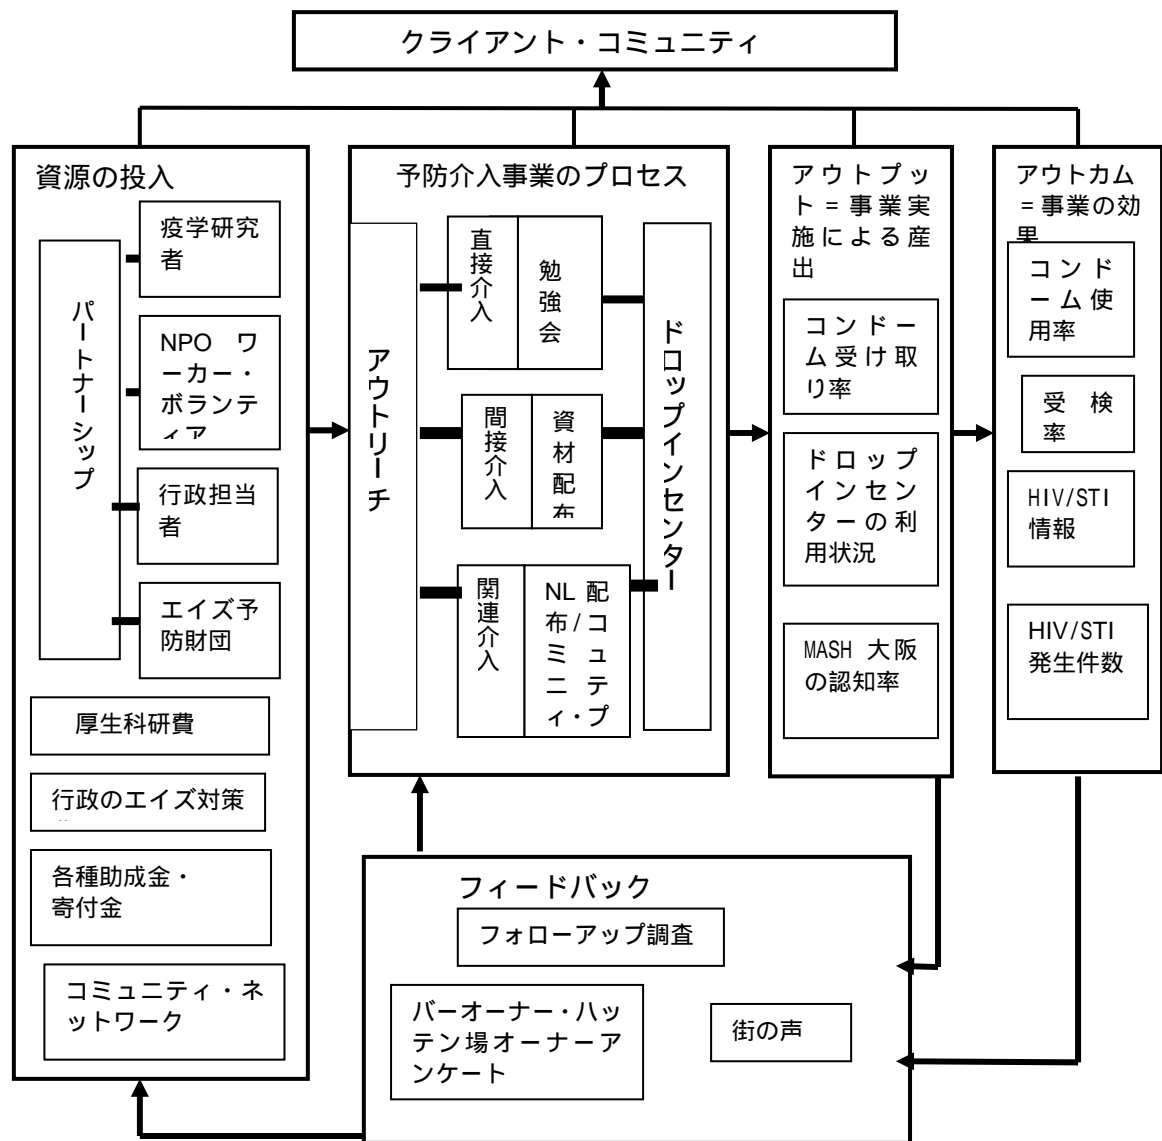 クライアント・コミュニティ
資源の投入
パートナーシップ
疫学研究
者
NPO ワ
ーカー・
ボランテ
ィア
行政担当
者
エイズ予
防財団
厚生科研費
行政のエイズ対策
各種助成金・
寄付金
コミュニティ・ネ
ットワーク
予防介入事業のプロセス
アウトリーチ
直接介入
勉強会
間接介入
資材配布
関連介入
NL 配
布/コ
ミュ
ニテ
ィ・プ
ドロップインセンター
アウトプッ
ト=事業実
施による産
出
コンドー
ム受け取
り率
ドロップ
インセン
ターの利
用状況
MASH 大阪
の認知率
アウトカム
=事業の効
果
コンド
ーム使
用率
受検
率
HIV/STI
情報
HIV/STI
発生件数
フィードバック
フォローアップ調査
バーオーナー・ハッ
テン場オーナーア
ンケート
街の声